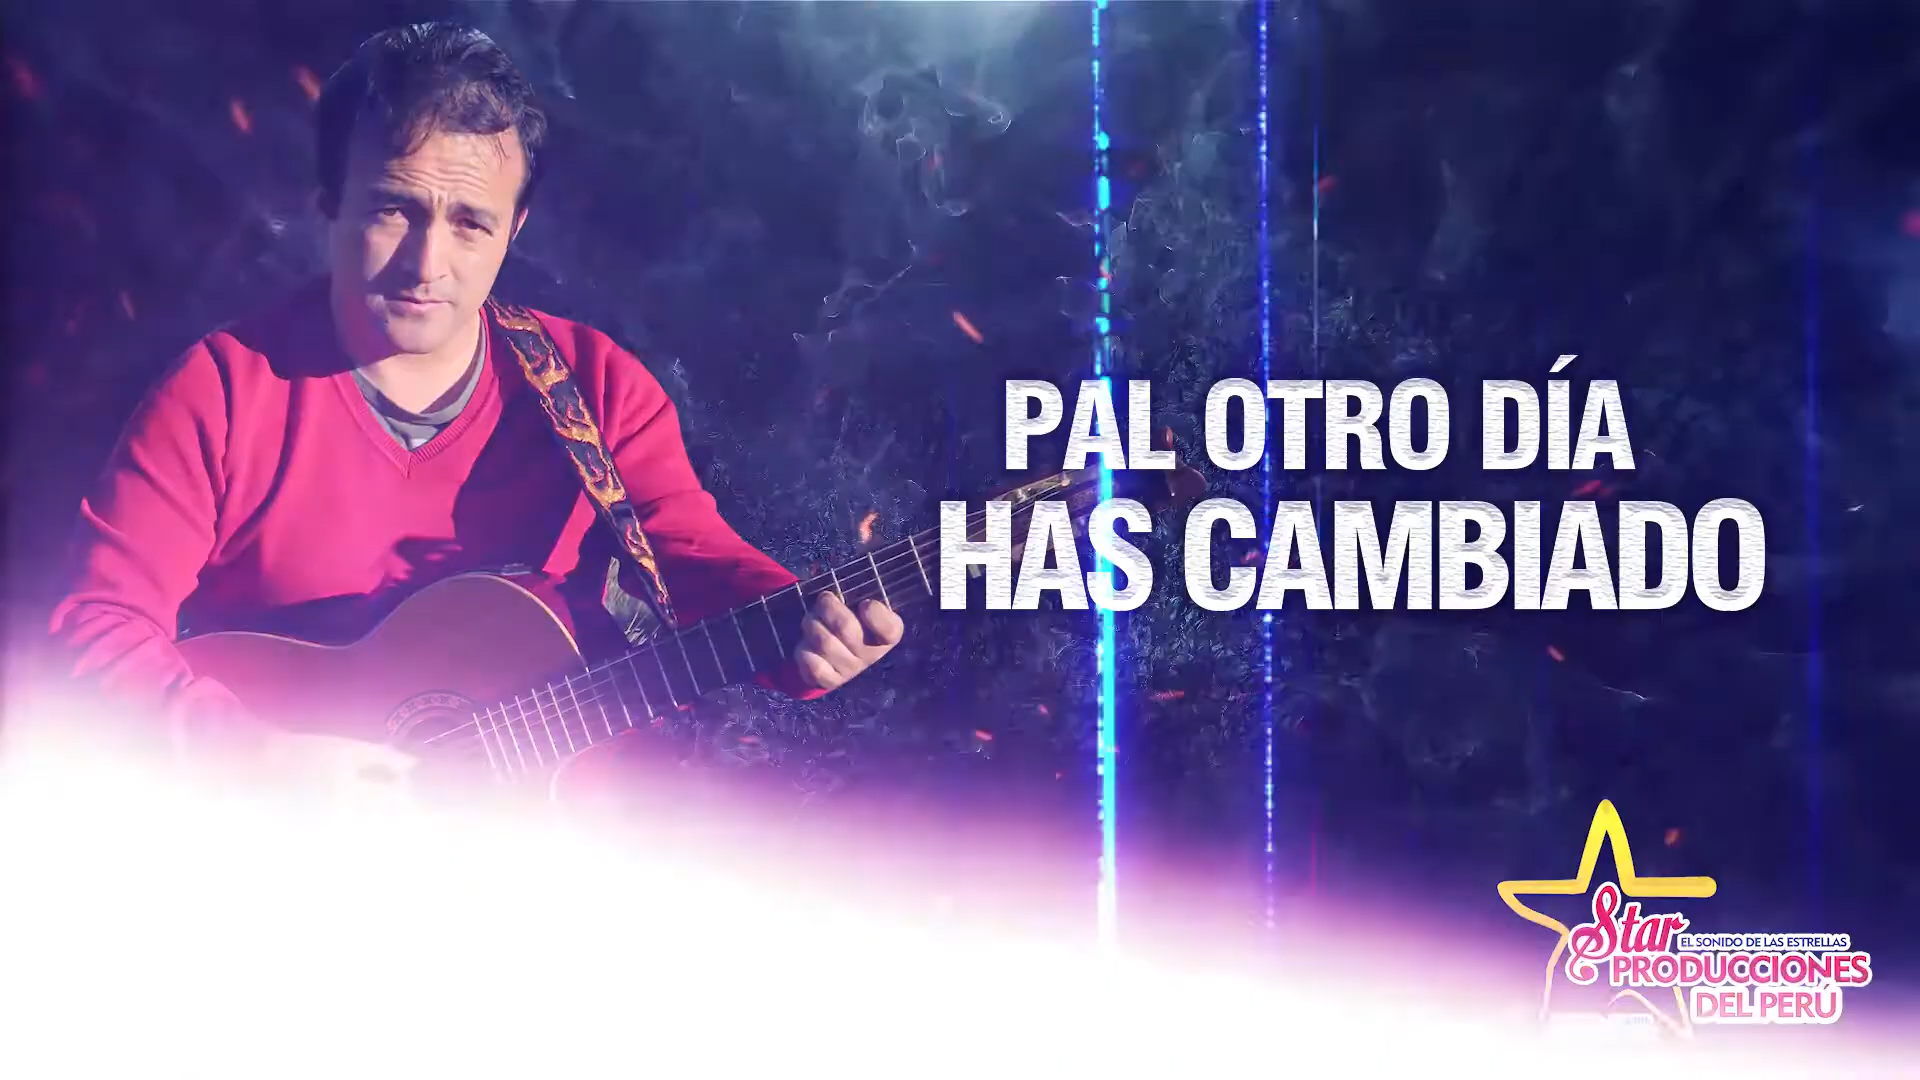 PAL OTRO DÍA
HAS CAMBIADO
Star
EL SONIDO DE LAS ESTRELLAS
PRODUCCIONES
DEL PERÚ